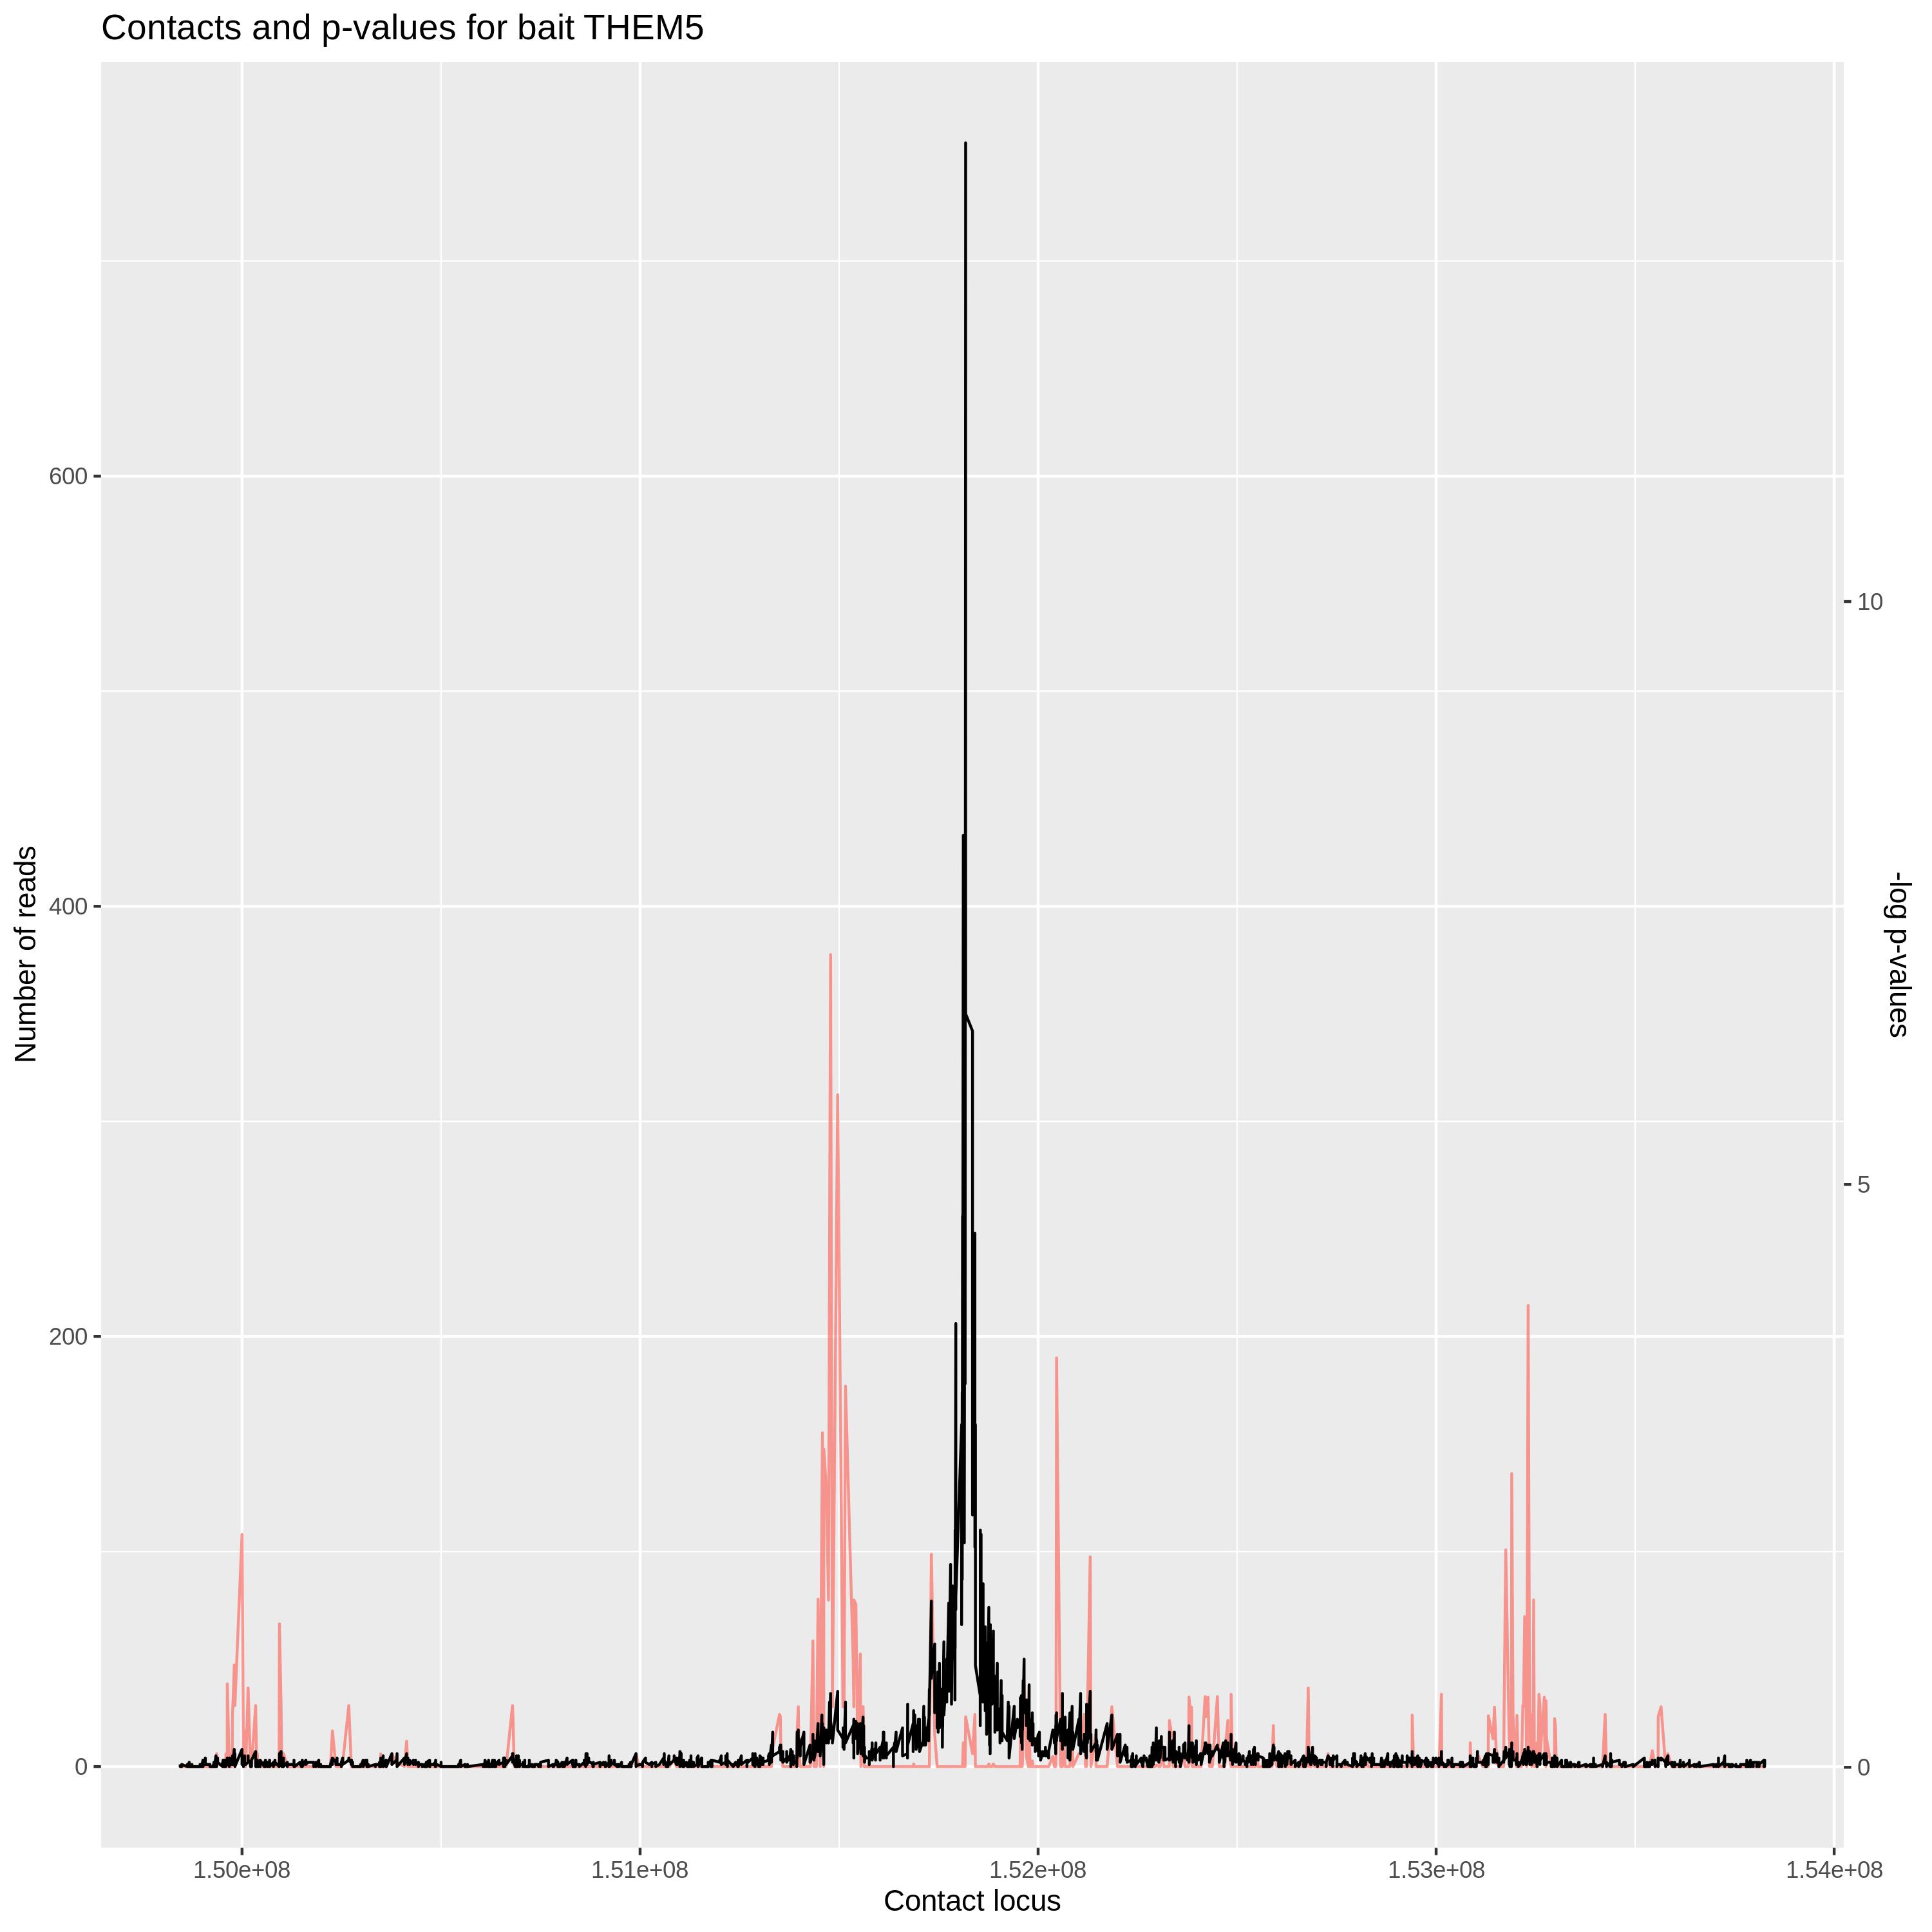 Contacts and p-values for bait THEM5
Number of reads
600
400
200
0
-log p-values
10
5
0
1.50e+08
1.51e+08
1.52e+08
1.53e+08
1.54e+08
Contact locus